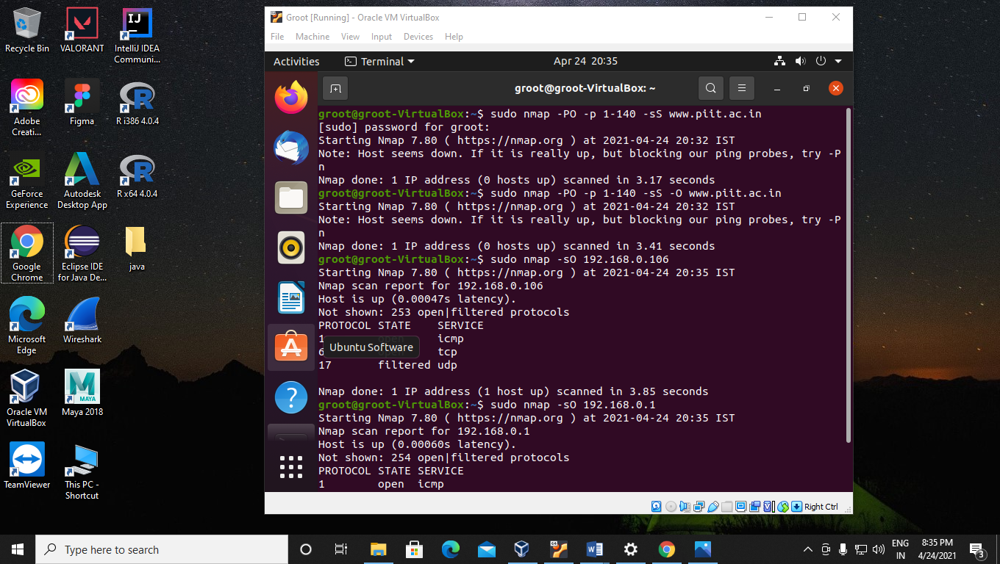 Recycle Bin
VALORANT
IntelliJ IDEA
Communi...
Adobe
Creati...
Figma
R i386 4.0.4
GeForce
Experience
Autodesk
Desktop App
R x64 4.0.4
Google
Chrome
Eclipse IDE
for Java De...
java
Microsoft
Edge
Wireshark
Oracle VM
VirtualBox
Maya 2018
TeamViewer
This PC -
Shortcut
IJ
MAYA
Groot [Running] - Oracle VM VirtualBox
File Machine View Input Devices Help
Activities Terminal Apr 24 20:35
groot@groot-VirtualBox: ~
groot@groot-VirtualBox:~$ sudo nmap -PO -p 1-140 -sS www.piit.ac.in
[sudo] password for groot:
Starting Nmap 7.80 ( https://nmap.org ) at 2021-04-24 20:32 IST
Note: Host seems down. If it is really up, but blocking our ping probes, try -P
n
Nmap done: 1 IP address (0 hosts up) scanned in 3.17 seconds
groot@groot-VirtualBox:~$ sudo nmap -PO -p 1-140 -sS -O www.piit.ac.in
Starting Nmap 7.80 ( https://nmap.org ) at 2021-04-24 20:32 IST
Note: Host seems down. If it is really up, but blocking our ping probes, try -P
n
Nmap done: 1 IP address (0 hosts up) scanned in 3.41 seconds
groot@groot-VirtualBox:~$ sudo nmap -sO 192.168.0.106
Starting Nmap 7.80 ( https://nmap.org ) at 2021-04-24 20:35 IST
Nmap scan report for 192.168.0.106
Host is up (0.00047s latency).
Not shown: 253 open|filtered protocols
PROTOCOL STATE    SERVICE
1        open     icmp
Ubuntu Software
6        open     tcp
17       filtered udp
Nmap done: 1 IP address (1 host up) scanned in 3.85 seconds
groot@groot-VirtualBox:~$ sudo nmap -sO 192.168.0.1
Starting Nmap 7.80 ( https://nmap.org ) at 2021-04-24 20:35 IST
Nmap scan report for 192.168.0.1
Host is up (0.00060s latency).
Not shown: 254 open|filtered protocols
PROTOCOL STATE SERVICE
1        open  icmp
Right Ctrl
Type here to search
ENG
IN
8:35 PM
4/24/2021
3